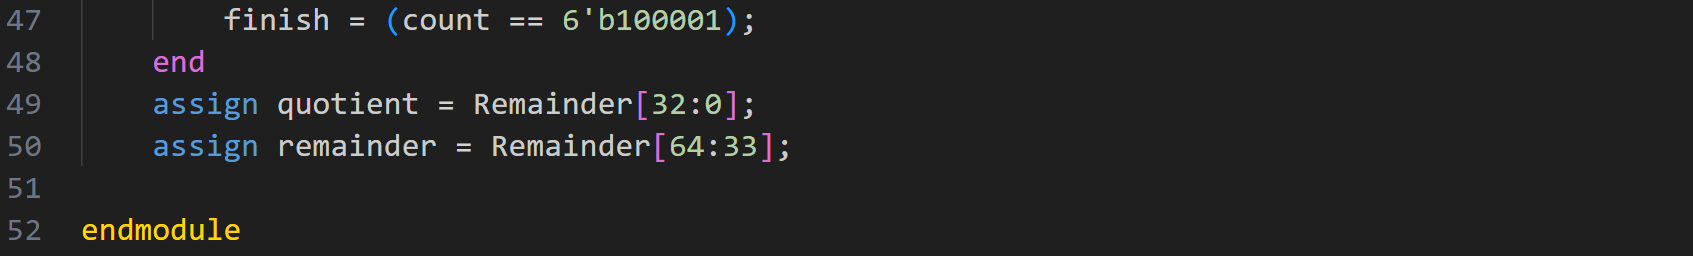 47 finish = (count == 6'b100001);
48 end
49 assign quotient = Remainder[32:0];
50 assign remainder = Remainder[64:33];
51
52 endmodule